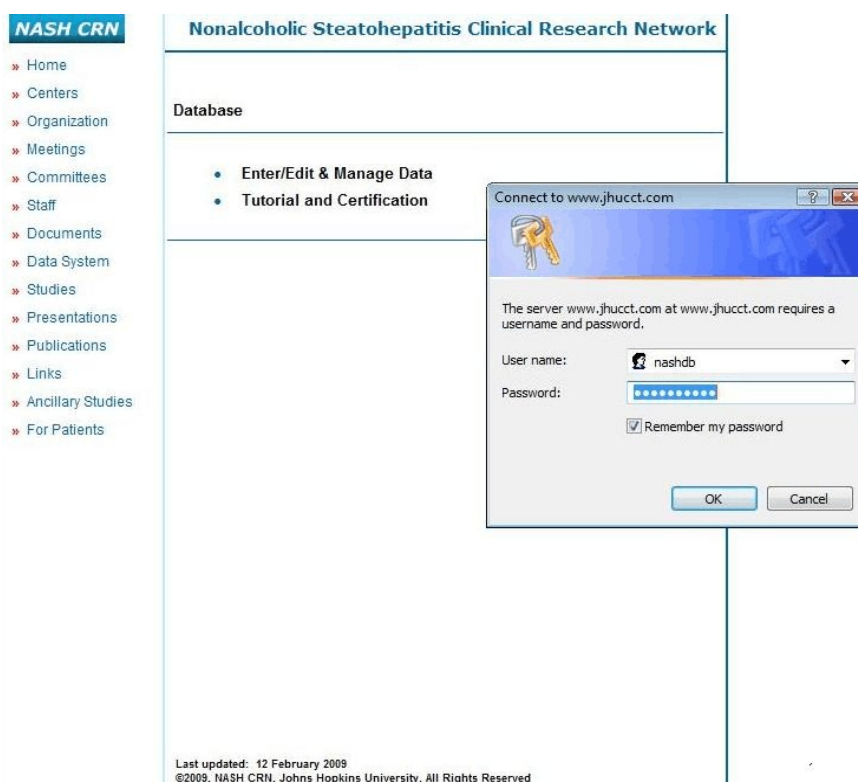 NASH CRN
Nonalcoholic Steatohepatitis Clinical Research Network
» Home
» Centers
» Organization
» Meetings
» Committees
» Staff
» Documents
» Data System
» Studies
» Presentations
» Publications
» Links
» Ancillary Studies
» For Patients
Database
• Enter/Edit & Manage Data
• Tutorial and Certification
Connect to www.jhucct.com
The server www.jhucct.com at www.jhucct.com requires a
username and password.
User name: nashdb
Password: ••••••••••
Remember my password
OK Cancel
Last updated: 12 February 2009
©2009, NASH CRN, Johns Hopkins University, All Rights Reserved